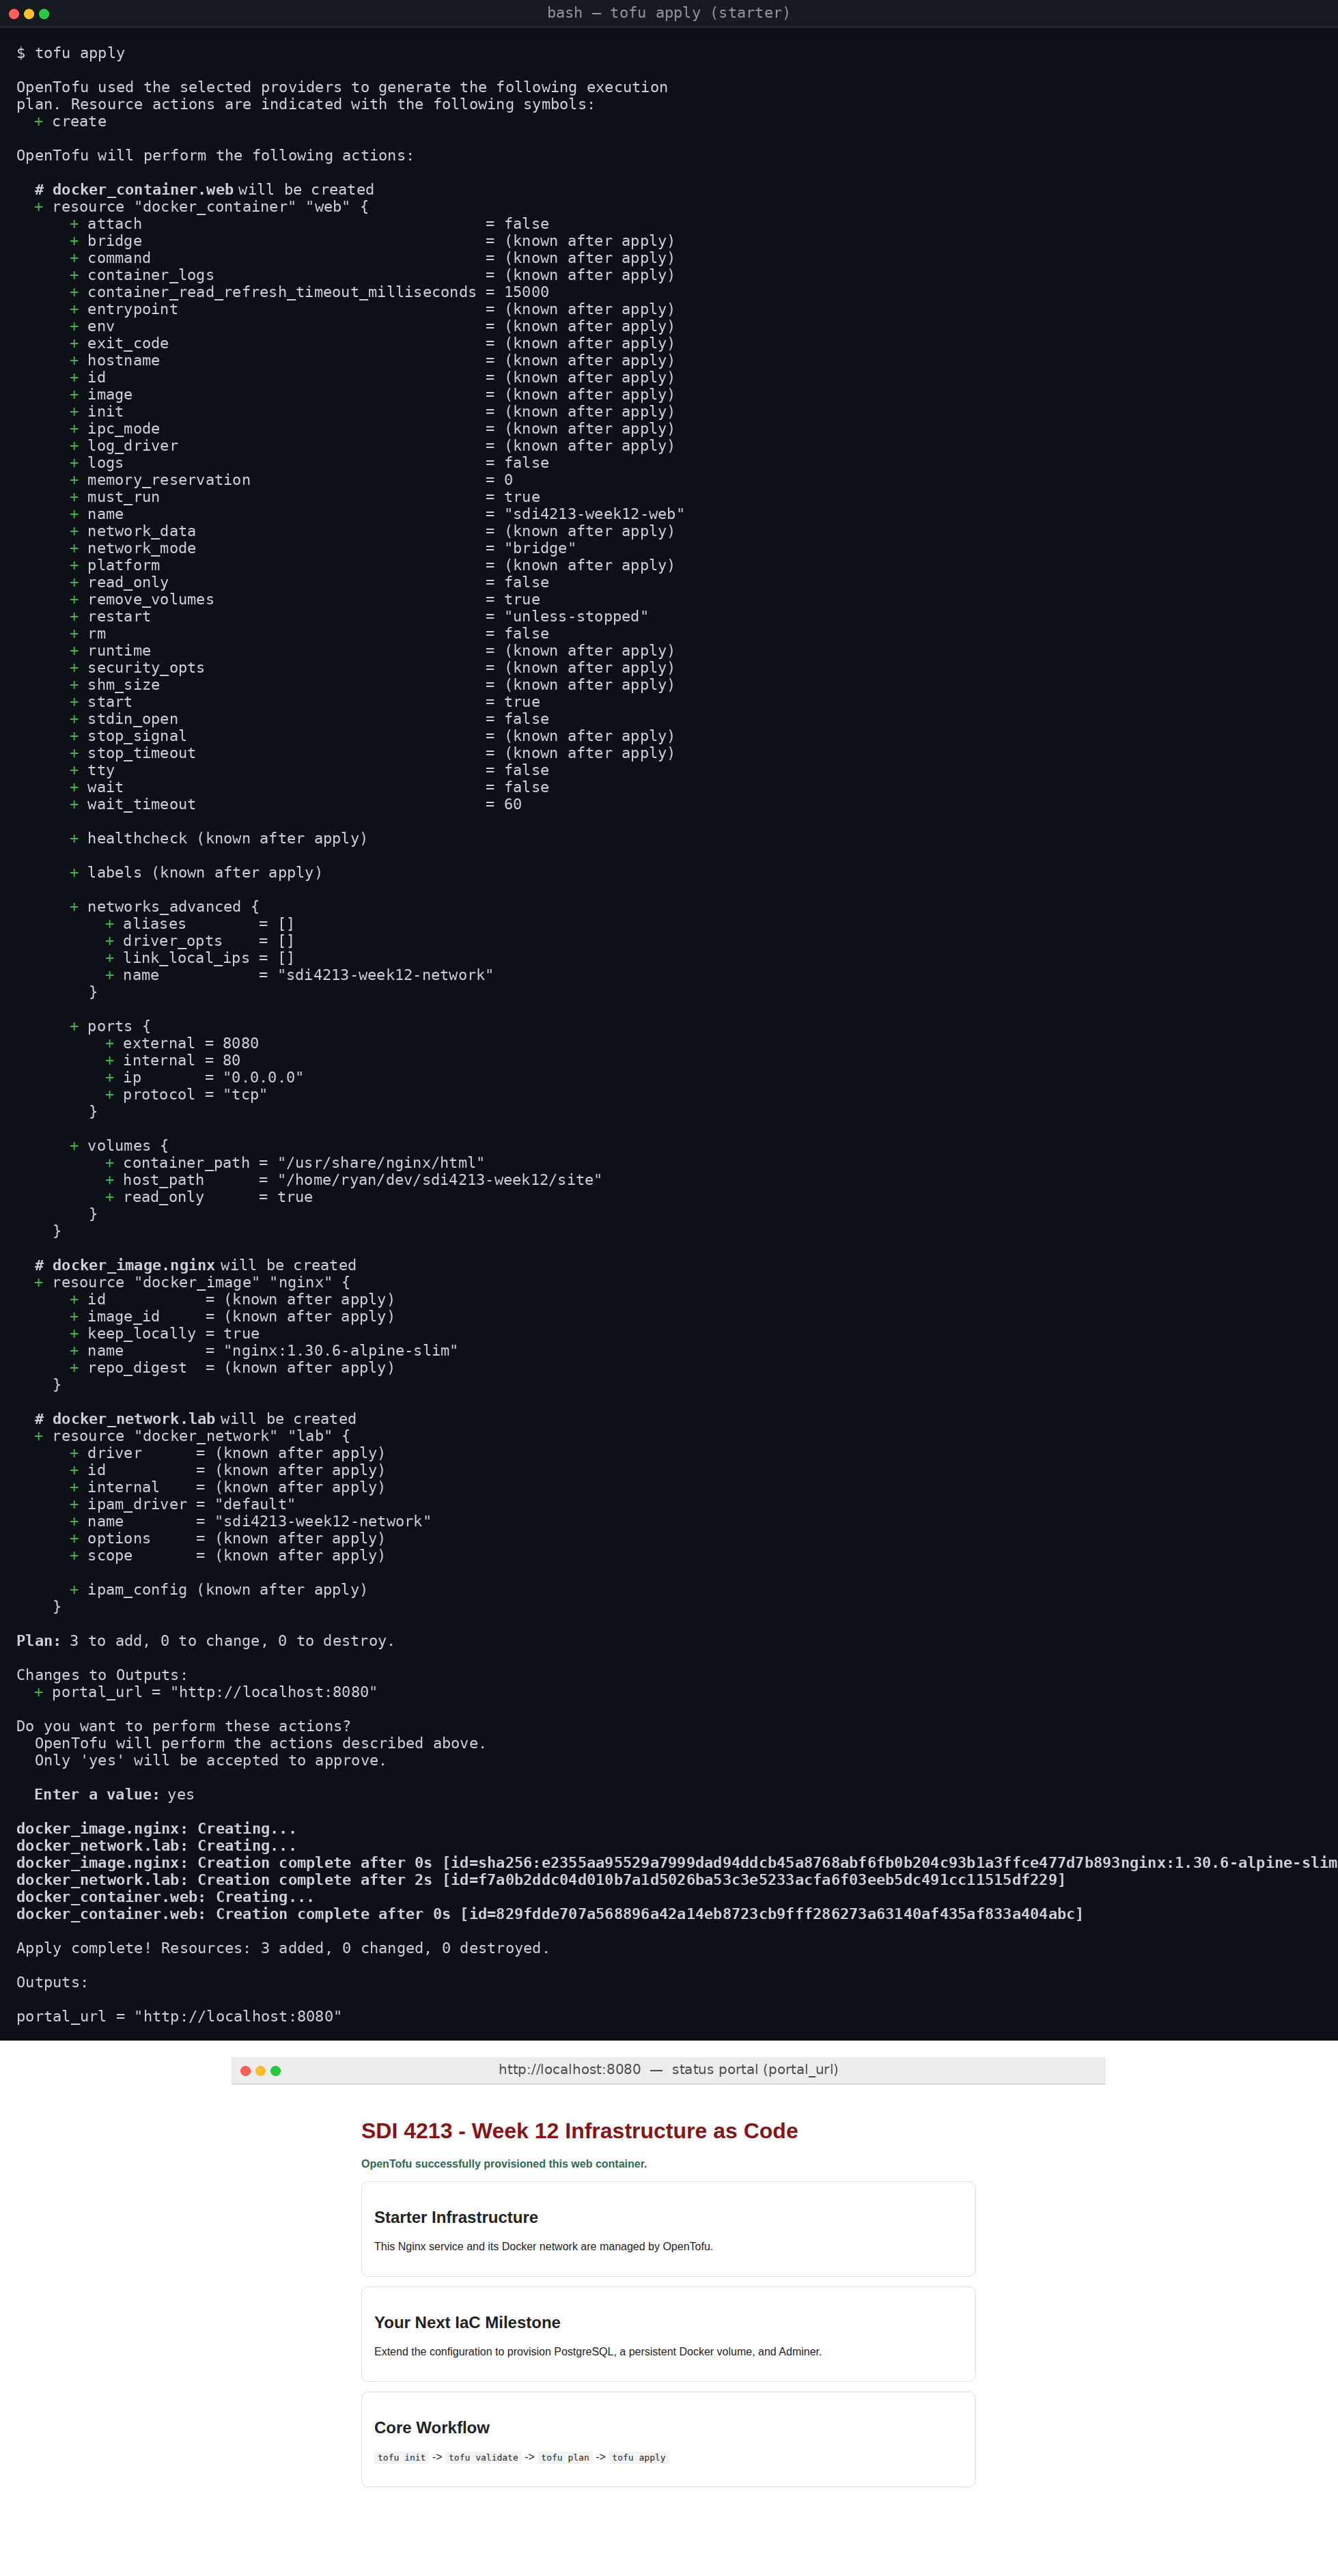 bash — tofu apply (starter)
$ tofu apply
OpenTofu used the selected providers to generate the following execution
plan. Resource actions are indicated with the following symbols:
  + create
OpenTofu will perform the following actions:
  # docker_container.web will be created
  + resource "docker_container" "web" {
      + attach                                      = false
      + bridge                                      = (known after apply)
      + command                                     = (known after apply)
      + container_logs                              = (known after apply)
      + container_read_refresh_timeout_milliseconds = 15000
      + entrypoint                                  = (known after apply)
      + env                                         = (known after apply)
      + exit_code                                   = (known after apply)
      + hostname                                    = (known after apply)
      + id                                          = (known after apply)
      + image                                       = (known after apply)
      + init                                        = (known after apply)
      + ipc_mode                                    = (known after apply)
      + log_driver                                  = (known after apply)
      + logs                                        = false
      + memory_reservation                          = 0
      + must_run                                    = true
      + name                                        = "sdi4213-week12-web"
      + network_data                                = (known after apply)
      + network_mode                                = "bridge"
      + platform                                    = (known after apply)
      + read_only                                   = false
      + remove_volumes                              = true
      + restart                                     = "unless-stopped"
      + rm                                          = false
      + runtime                                     = (known after apply)
      + security_opts                               = (known after apply)
      + shm_size                                    = (known after apply)
      + start                                       = true
      + stdin_open                                  = false
      + stop_signal                                 = (known after apply)
      + stop_timeout                                = (known after apply)
      + tty                                         = false
      + wait                                        = false
      + wait_timeout                                = 60
      + healthcheck (known after apply)
      + labels (known after apply)
      + networks_advanced {
          + aliases        = []
          + driver_opts    = []
          + link_local_ips = []
          + name           = "sdi4213-week12-network"
        }
      + ports {
          + external = 8080
          + internal = 80
          + ip       = "0.0.0.0"
          + protocol = "tcp"
        }
      + volumes {
          + container_path = "/usr/share/nginx/html"
          + host_path      = "/home/ryan/dev/sdi4213-week12/site"
          + read_only      = true
        }
    }
  # docker_image.nginx will be created
  + resource "docker_image" "nginx" {
      + id           = (known after apply)
      + image_id     = (known after apply)
      + keep_locally = true
      + name         = "nginx:1.30.6-alpine-slim"
      + repo_digest  = (known after apply)
    }
  # docker_network.lab will be created
  + resource "docker_network" "lab" {
      + driver      = (known after apply)
      + id          = (known after apply)
      + internal    = (known after apply)
      + ipam_driver = "default"
      + name        = "sdi4213-week12-network"
      + options     = (known after apply)
      + scope       = (known after apply)
      + ipam_config (known after apply)
    }
Plan: 3 to add, 0 to change, 0 to destroy.
Changes to Outputs:
  + portal_url = "http://localhost:8080"
Do you want to perform these actions?
  OpenTofu will perform the actions described above.
  Only 'yes' will be accepted to approve.
  Enter a value: yes
docker_image.nginx: Creating...
docker_network.lab: Creating...
docker_image.nginx: Creation complete after 0s [id=sha256:e2355aa95529a7999dad94ddcb45a8768abf6fb0b204c93b1a3ffce477d7b893nginx:1.30.6-alpine-slim
docker_network.lab: Creation complete after 2s [id=f7a0b2ddc04d010b7a1d5026ba53c3e5233acfa6f03eeb5dc491cc11515df229]
docker_container.web: Creating...
docker_container.web: Creation complete after 0s [id=829fdde707a568896a42a14eb8723cb9fff286273a63140af435af833a404abc]
Apply complete! Resources: 3 added, 0 changed, 0 destroyed.
Outputs:
portal_url = "http://localhost:8080"
http://localhost:8080 — status portal (portal_url)
SDI 4213 - Week 12 Infrastructure as Code
OpenTofu successfully provisioned this web container.
Starter Infrastructure
This Nginx service and its Docker network are managed by OpenTofu.
Your Next IaC Milestone
Extend the configuration to provision PostgreSQL, a persistent Docker volume, and Adminer.
Core Workflow
tofu init -> tofu validate -> tofu plan -> tofu apply